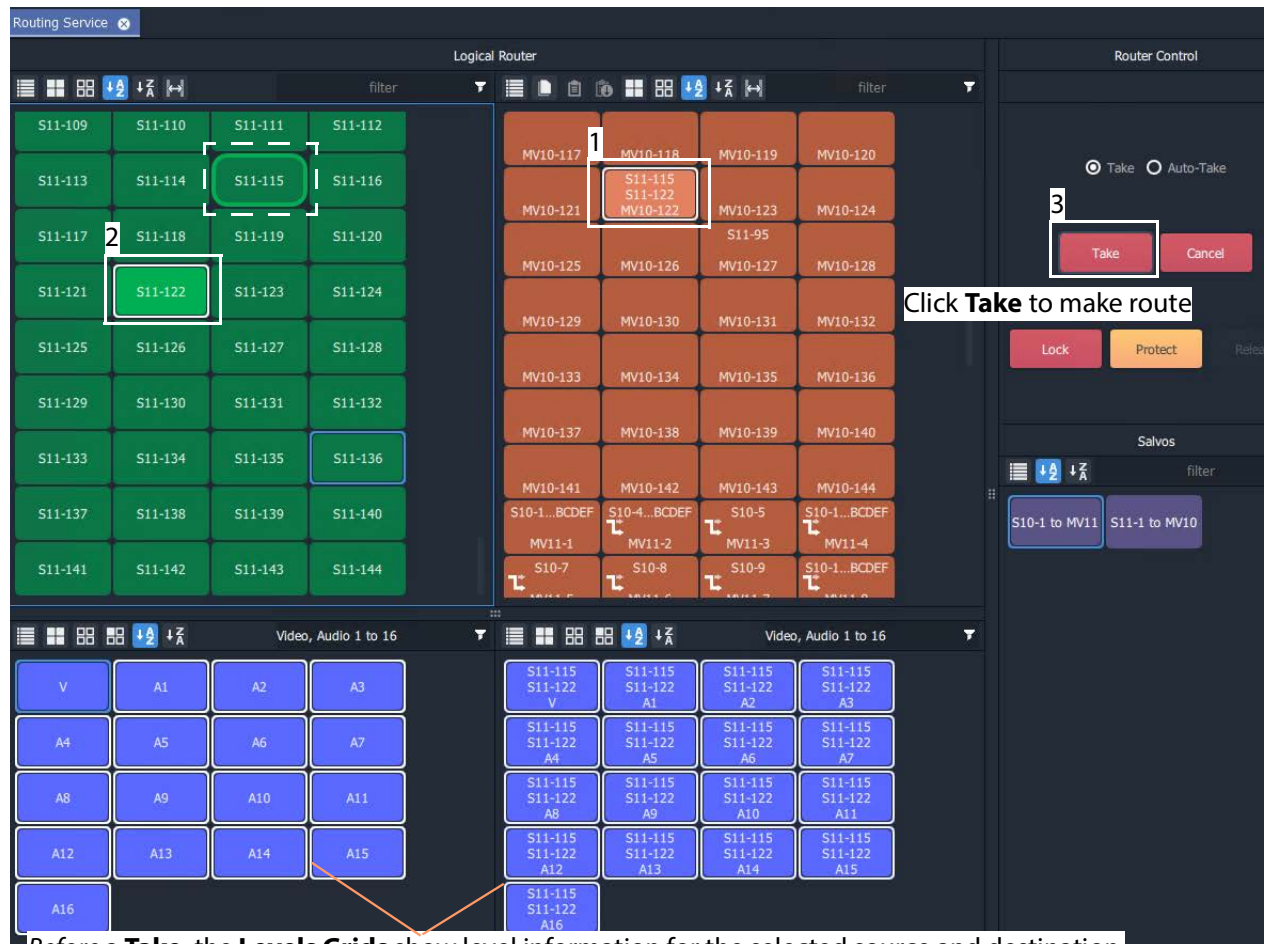 Routing Service
Logical Router
Router Control
filter
filter
S11-109 S11-110 S11-111 S11-112
S11-113 S11-114 S11-115 S11-116
S11-117 2 S11-118 S11-119 S11-120
S11-121 S11-122 S11-123 S11-124
S11-125 S11-126 S11-127 S11-128
S11-129 S11-130 S11-131 S11-132
S11-133 S11-134 S11-135 S11-136
S11-137 S11-138 S11-139 S11-140
S11-141 S11-142 S11-143 S11-144
1
MV10-117 MV10-118 MV10-119 MV10-120
S11-115
S11-122
MV10-121 MV10-122 MV10-123 MV10-124
S11-95
MV10-125 MV10-126 MV10-127 MV10-128
MV10-129 MV10-130 MV10-131 MV10-132
MV10-133 MV10-134 MV10-135 MV10-136
MV10-137 MV10-138 MV10-139 MV10-140
MV10-141 MV10-142 MV10-143 MV10-144
S10-1...BCDEF S10-4...BCDEF S10-5 S10-1...BCDEF
MV11-1 MV11-2 MV11-3 MV11-4
S10-7 S10-8 S10-9 S10-1...BCDEF
Take Auto-Take
3
Take Cancel
Click Take to make route
Lock Protect
Salvos
filter
S10-1 to MV11 S11-1 to MV10
Video, Audio 1 to 16
V A1 A2 A3
A4 A5 A6 A7
A8 A9 A10 A11
A12 A13 A14 A15
A16
Video, Audio 1 to 16
S11-115 S11-115 S11-115 S11-115
S11-122 S11-122 S11-122 S11-122
V A1 A2 A3
S11-115 S11-115 S11-115 S11-115
S11-122 S11-122 S11-122 S11-122
A4 A5 A6 A7
S11-115 S11-115 S11-115 S11-115
S11-122 S11-122 S11-122 S11-122
A8 A9 A10 A11
S11-115 S11-115 S11-115 S11-115
S11-122 S11-122 S11-122 S11-122
A12 A13 A14 A15
S11-115
S11-122
A16
Before a Take, the Levels Grids show level information for the selected source and destination